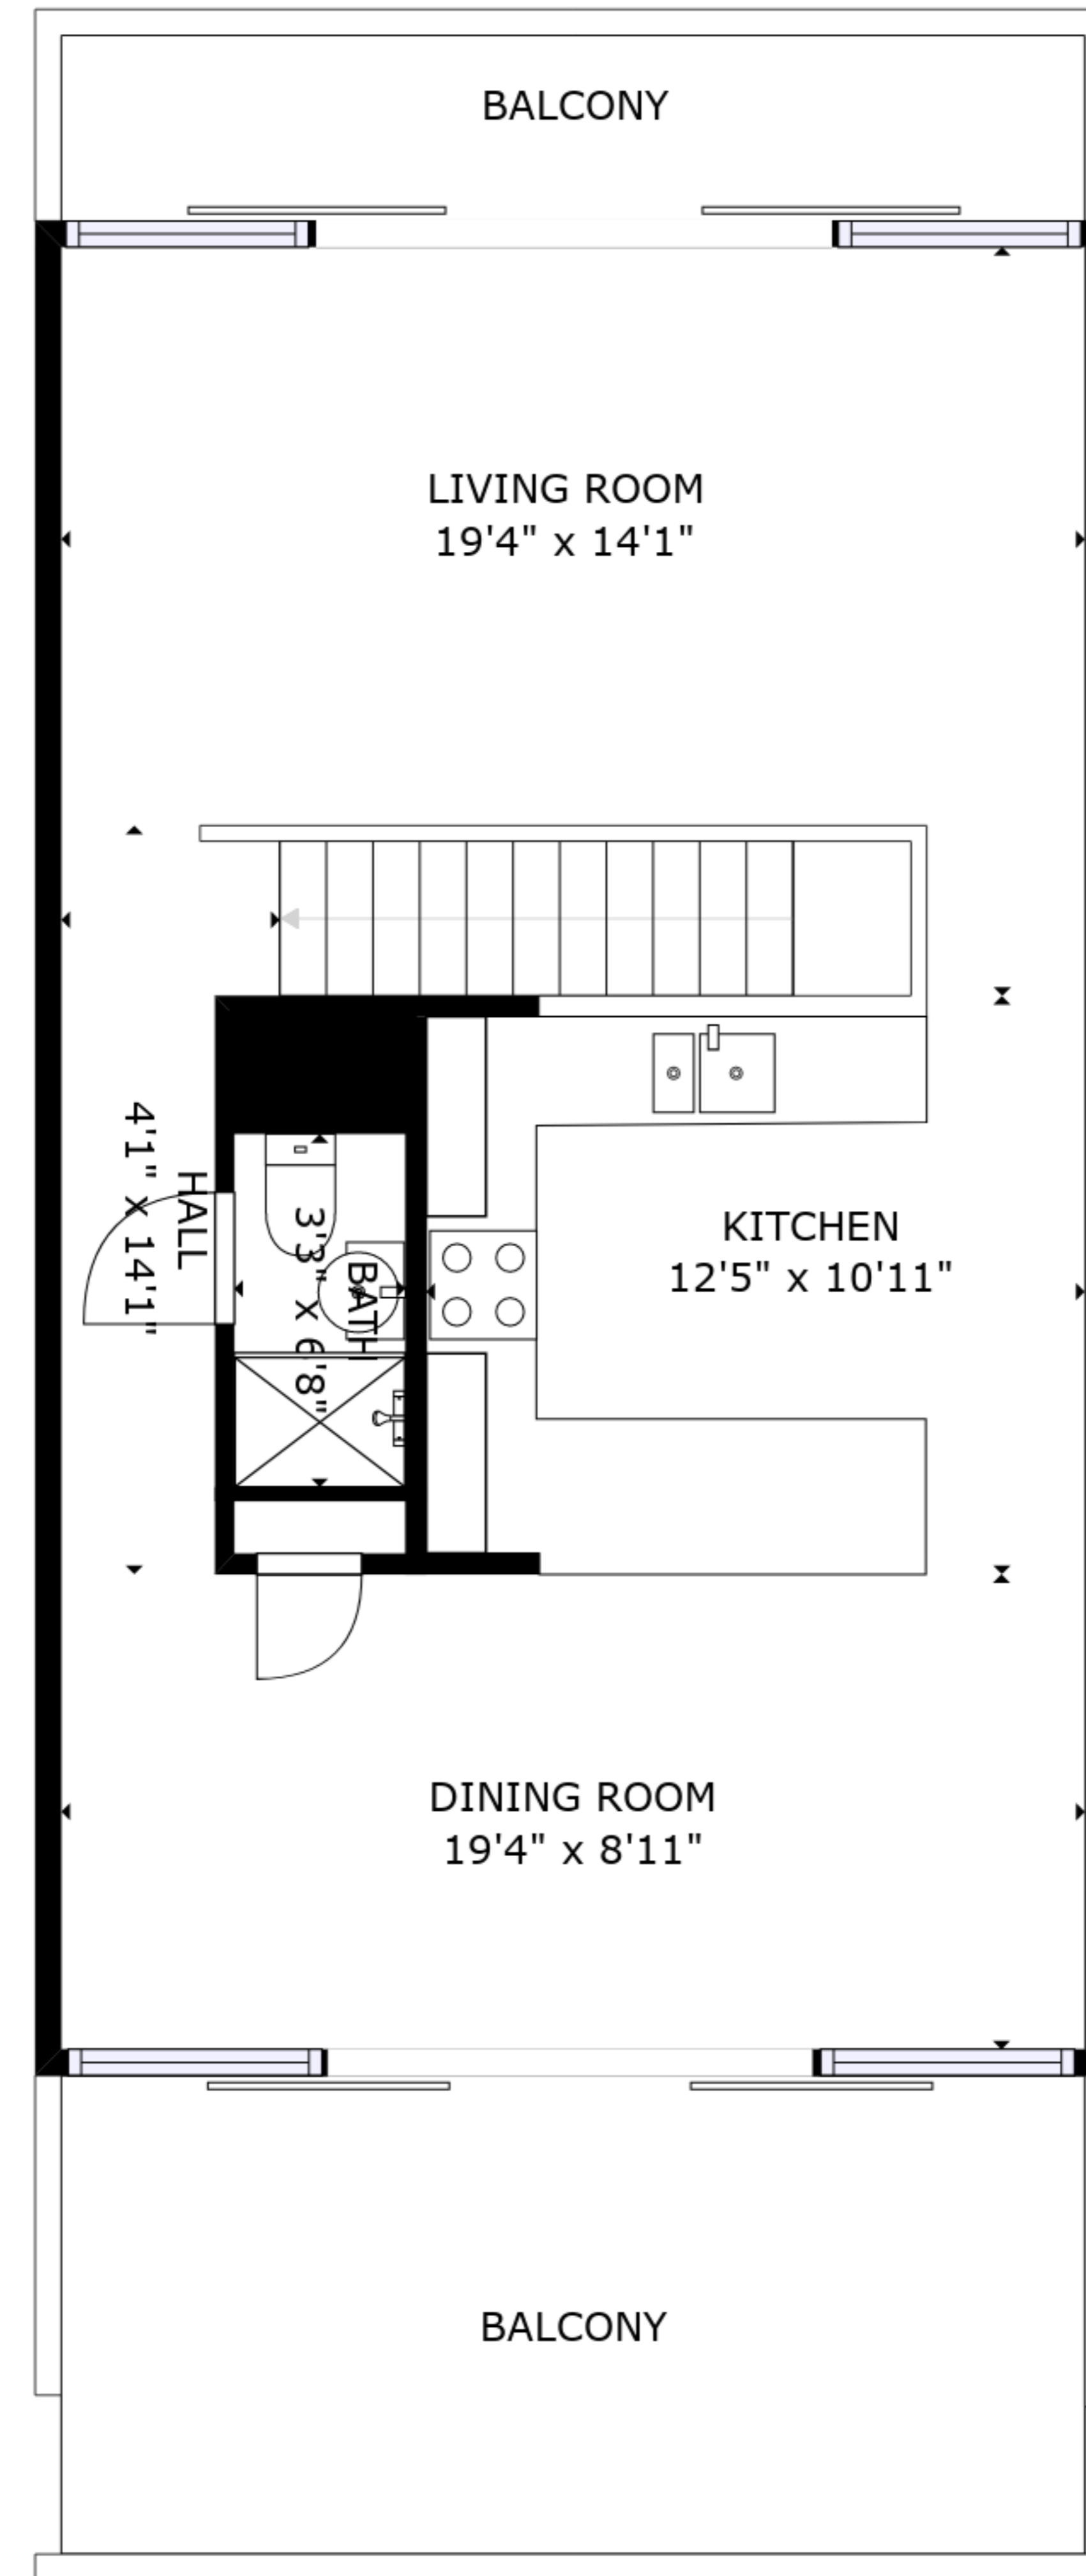 BALCONY
LIVING ROOM
19'4" x 14'1"
HALL
4'1" x 14'1"
BATH
3'3" x 6'8"
KITCHEN
12'5" x 10'11"
DINING ROOM
19'4" x 8'11"
BALCONY